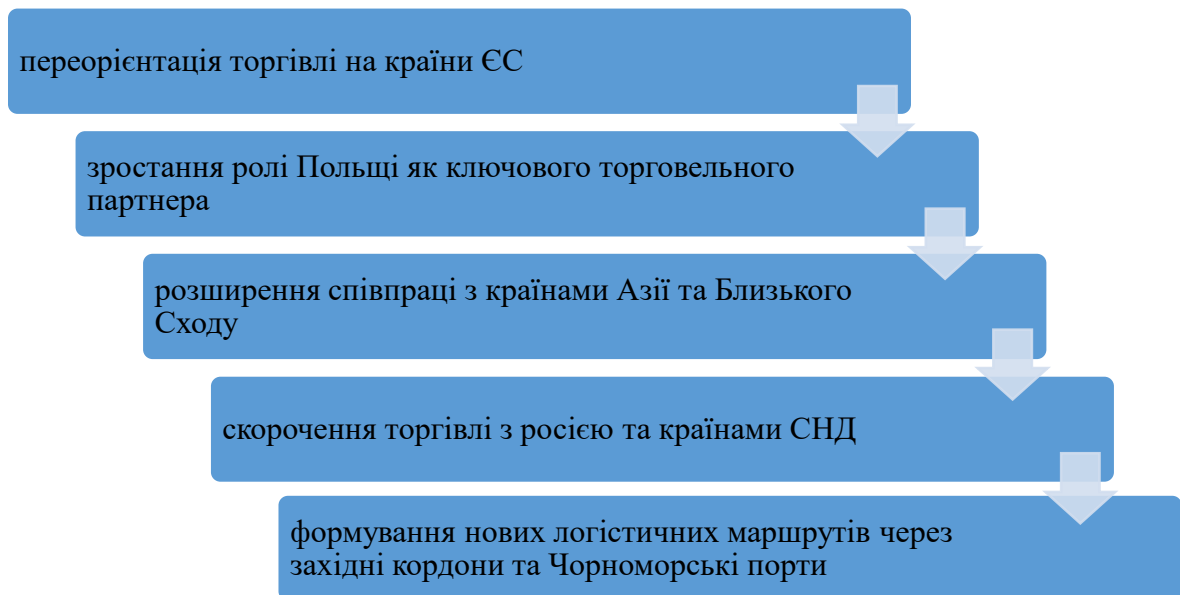 переорієнтація торгівлі на країни ЄС
зростання ролі Польщі як ключового торговельного
партнера
розширення співпраці з країнами Азії та Близького
Сходу
скорочення торгівлі з росією та країнами СНД
формування нових логістичних маршрутів через
західні кордони та Чорноморські порти